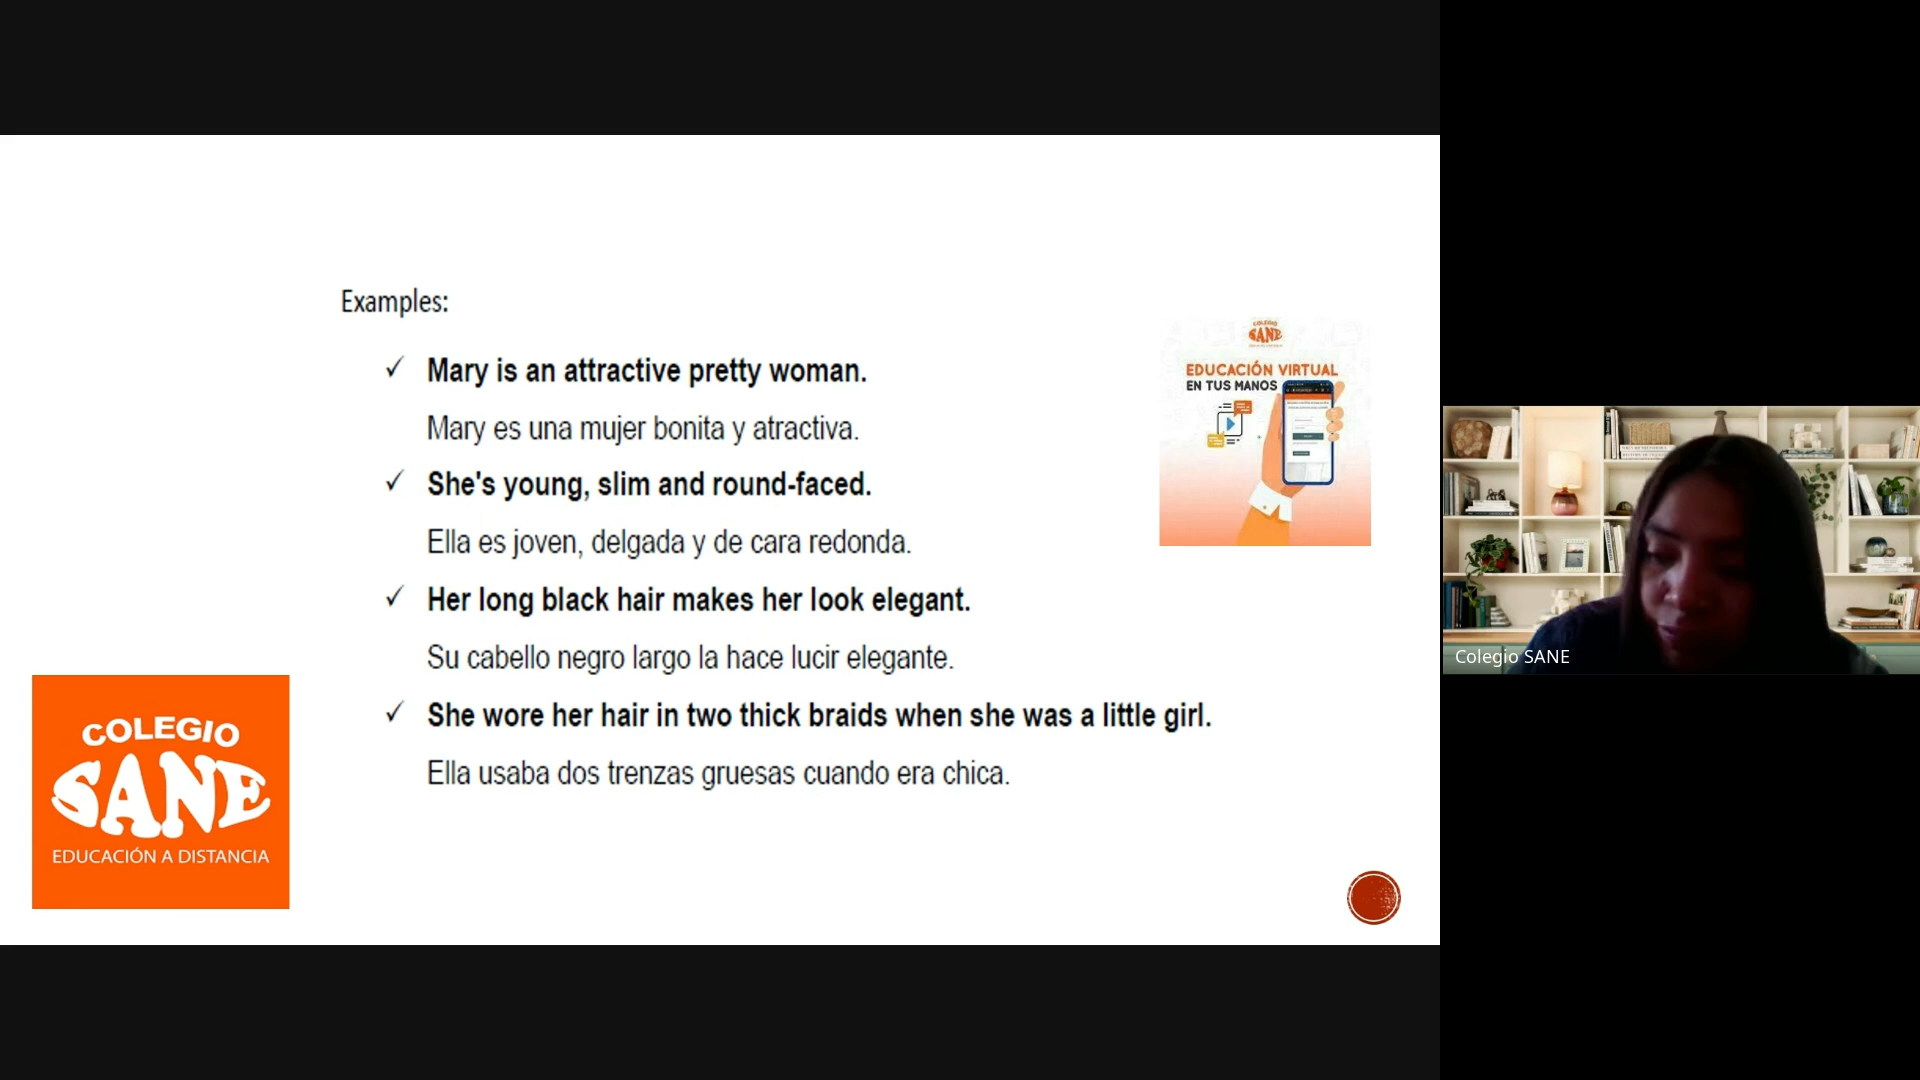 Examples:
✓ Mary is an attractive pretty woman.
Mary es una mujer bonita y atractiva.
✓ She's young, slim and round-faced.
Ella es joven, delgada y de cara redonda.
✓ Her long black hair makes her look elegant.
Su cabello negro largo la hace lucir elegante.
✓ She wore her hair in two thick braids when she was a little girl.
Ella usaba dos trenzas gruesas cuando era chica.
COLEGIO
SANE
EDUCACIÓN VIRTUAL
EN TUS MANOS
COLEGIO
SANE
EDUCACIÓN A DISTANCIA
Colegio SANE